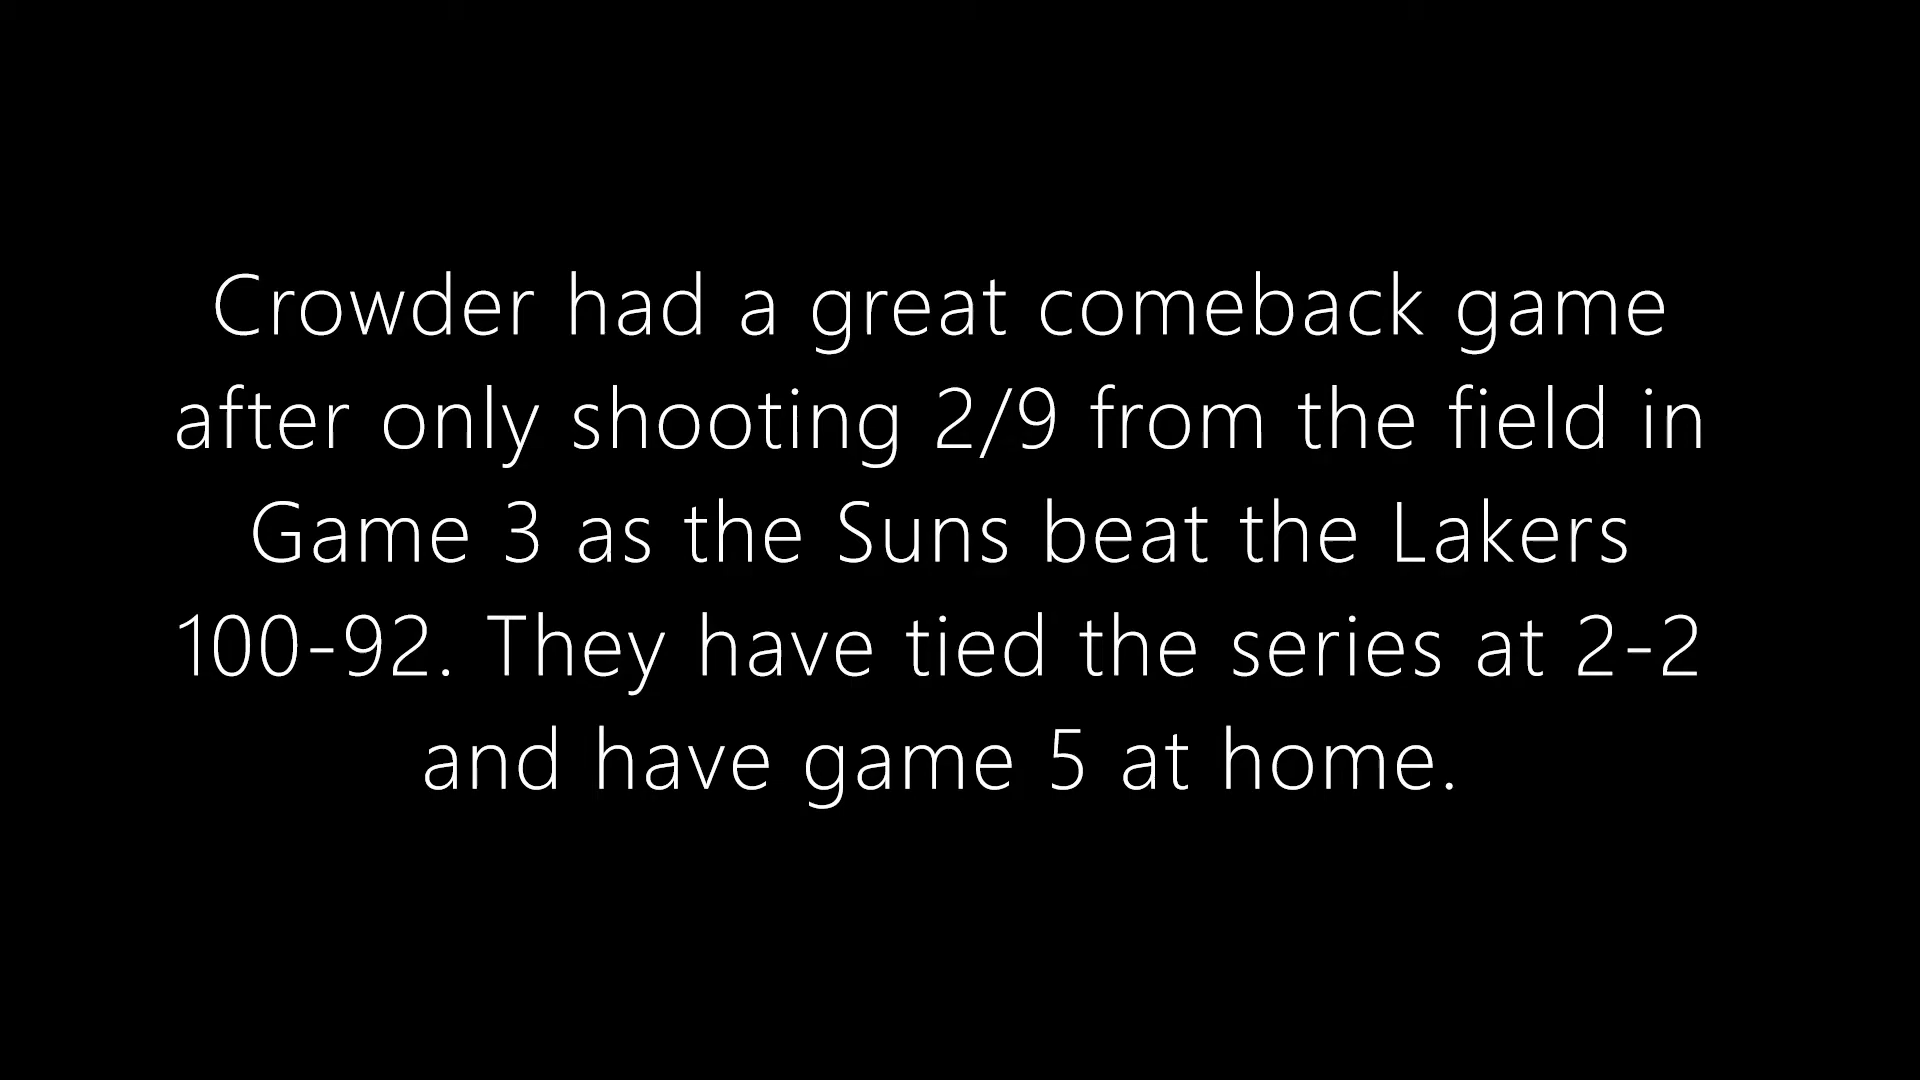 Crowder had a great comeback game
after only shooting 2/9 from the field in
Game 3 as the Suns beat the Lakers
100-92. They have tied the series at 2-2
and have game 5 at home.